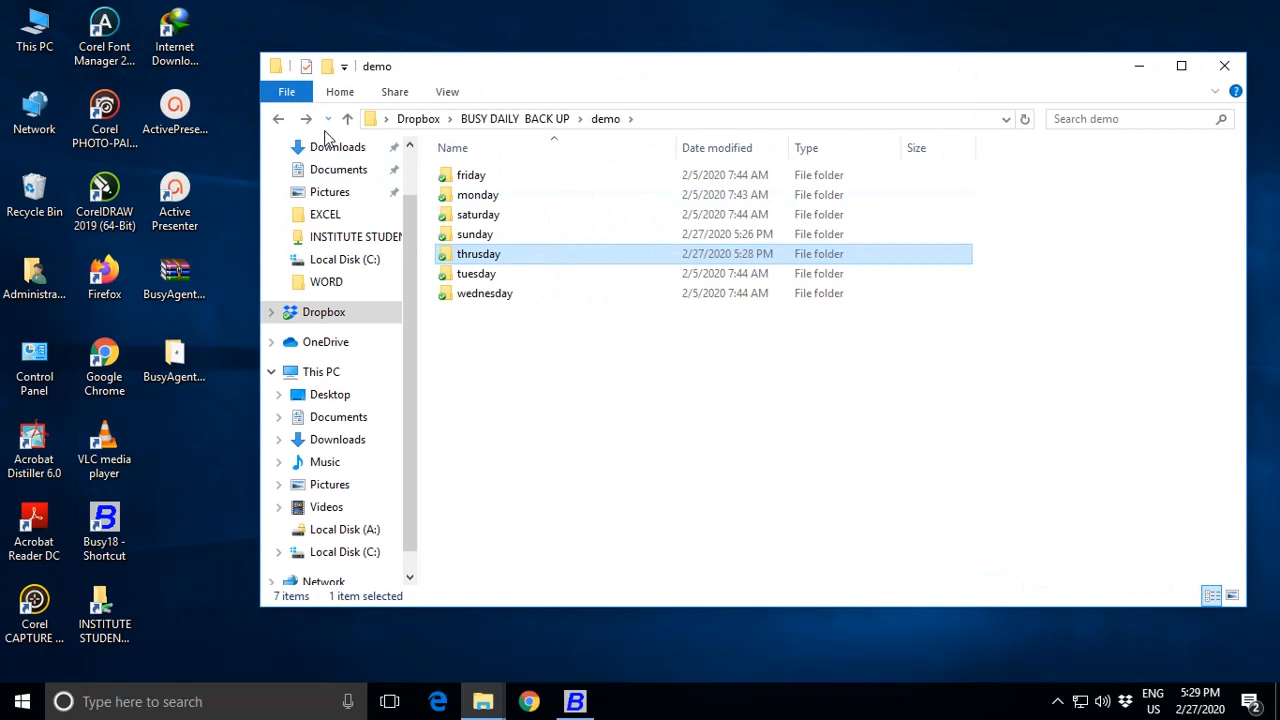 This PC
Corel Font
Manager 2...
Internet
Downlo...
Network
Corel
PHOTO-PAI...
ActivePrese...
Recycle Bin
CorelDRAW
2019 (64-Bit)
Active
Presenter
Administra...
Firefox
BusyAgent...
Control
Panel
Google
Chrome
BusyAgent...
Acrobat
Distiller 6.0
VLC media
player
Acrobat
Reader DC
Busy18 -
Shortcut
Corel
CAPTURE ...
INSTITUTE
STUDEN...
demo
File Home Share View
Dropbox > BUSY DAILY BACK UP > demo >
Search demo
Downloads
Documents
Pictures
EXCEL
INSTITUTE STUDEN
Local Disk (C:)
WORD
Dropbox
OneDrive
This PC
Desktop
Documents
Downloads
Music
Pictures
Videos
Local Disk (A:)
Local Disk (C:)
Network
Name Date modified Type Size
friday 2/5/2020 7:44 AM File folder
monday 2/5/2020 7:43 AM File folder
saturday 2/5/2020 7:44 AM File folder
sunday 2/27/2020 5:26 PM File folder
thrusday 2/27/2020 5:28 PM File folder
tuesday 2/5/2020 7:44 AM File folder
wednesday 2/5/2020 7:44 AM File folder
7 items 1 item selected
Type here to search
ENG
US
5:29 PM
2/27/2020
2